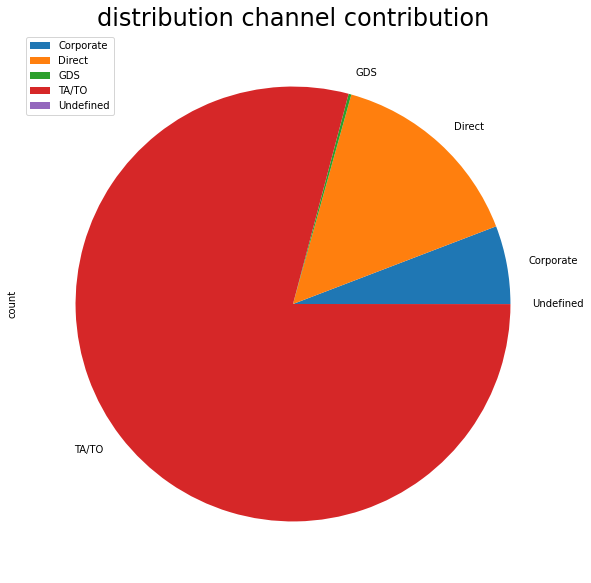 distribution channel contribution
Corporate
Direct
GDS
TA/TO
Undefined
GDS
Direct
Corporate
Undefined
count
TA/TO